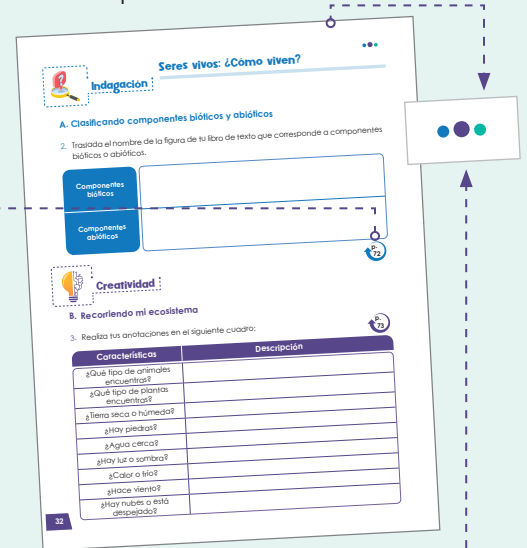 Seres vivos: ¿Cómo viven?
Indagación
A. Clasificando componentes bióticos y abióticos
2. Traslada el nombre de la figura de tu libro de texto que corresponde a componentes
bióticos o abióticos.
Componentes
bióticos
Componentes
abióticos
p.
72
Creatividad
B. Recorriendo mi ecosistema
p.
73
3. Realiza tus anotaciones en el siguiente cuadro:
Características Descripción
¿Qué tipo de animales
encuentras?
¿Qué tipo de plantas
encuentras?
¿Tierra seca o húmeda?
¿Hay piedras?
¿Agua cerca?
¿Hay luz o sombra?
¿Calor o frío?
¿Hace viento?
¿Hay nubes o está
despejado?
32